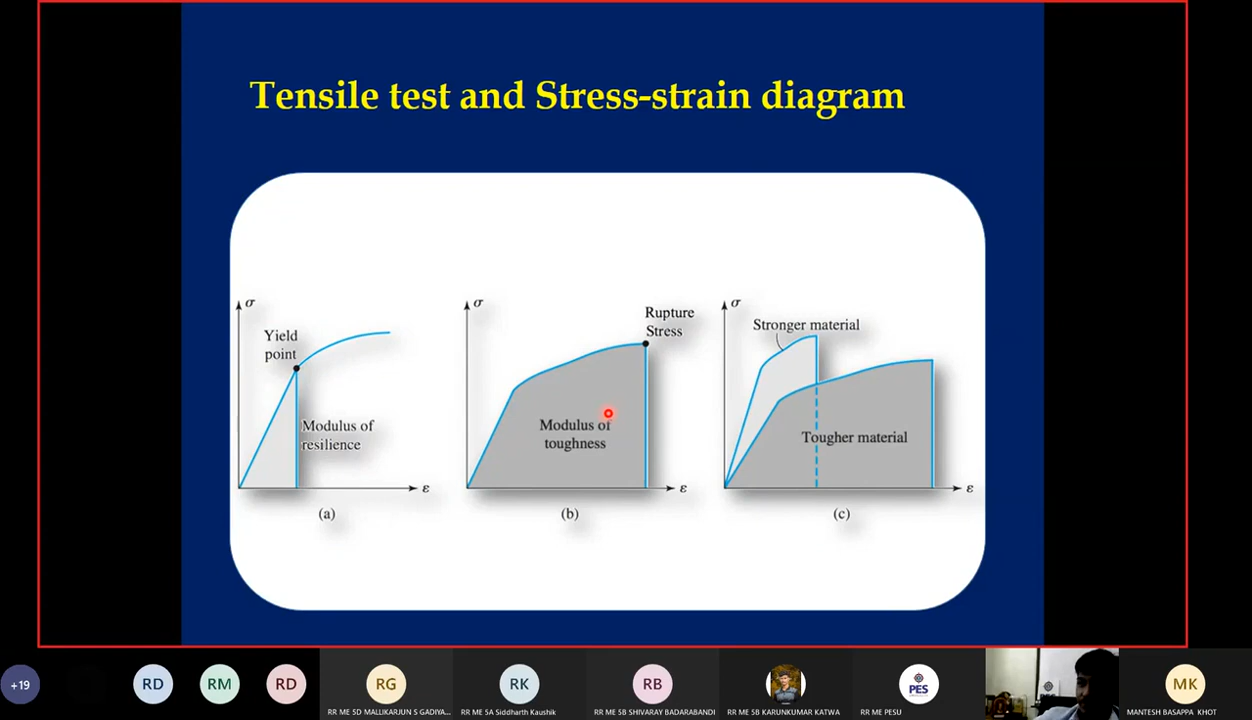 Tensile test and Stress-strain diagram
σ
Yield
point
Modulus of
resilience
ε
(a)
σ
Rupture
Stress
Modulus of
toughness
ε
(b)
σ
Stronger material
Tougher material
ε
(c)
+19
RD
RM
RD
RG
RR ME 5D MALLIKARJUN S GADIYA...
RK
RR ME 5A Siddharth Kaushik
RB
RR ME 5B SHIVARAY BADARABANDI
RR ME 5B KARUNKUMAR KATWA
PES
RR ME PESU
MK
MANTESH BASAPPA KHOT